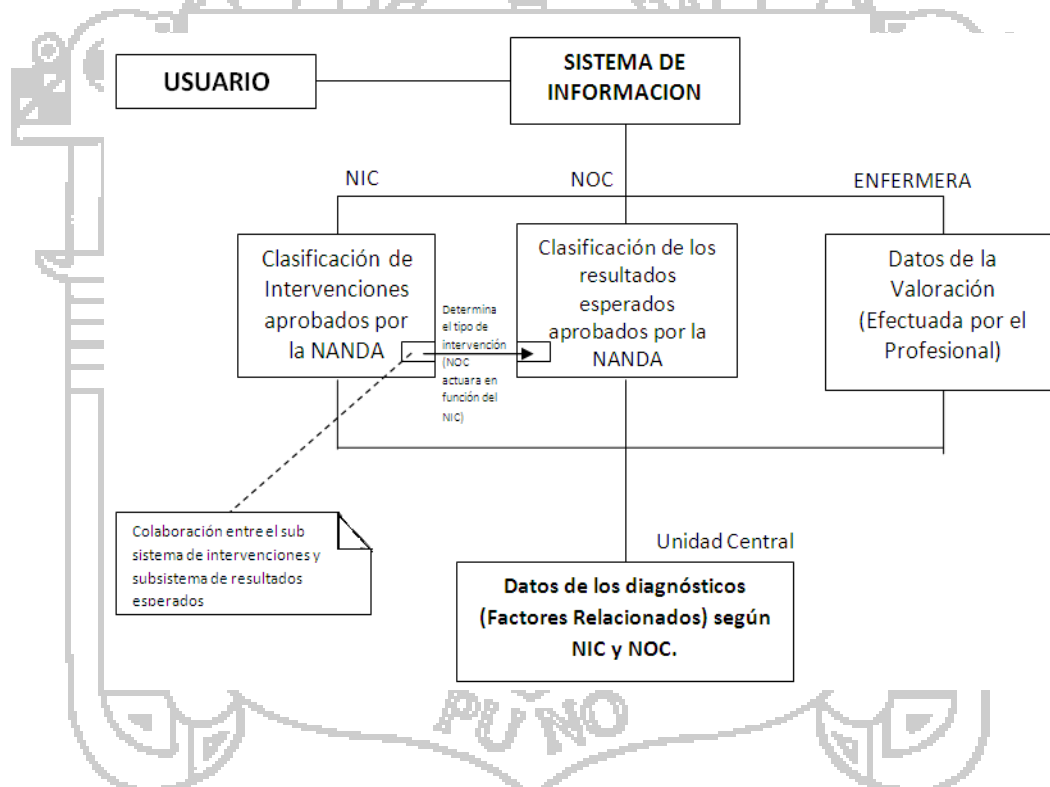 USUARIO
SISTEMA DE
INFORMACION
NIC
NOC
ENFERMERA
Clasificación de
Intervenciones
aprobados por
la NANDA
Determina
el tipo de
intervención
(NOC
actuara en
función del
NIC)
Clasificación de los
resultados
esperados
aprobados por la
NANDA
Datos de la
Valoración
(Efectuada por el
Profesional)
Colaboración entre el sub
sistema de intervenciones y
subsistema de resultados
esperados
Unidad Central
Datos de los diagnósticos
(Factores Relacionados) según
NIC y NOC.
PUNO